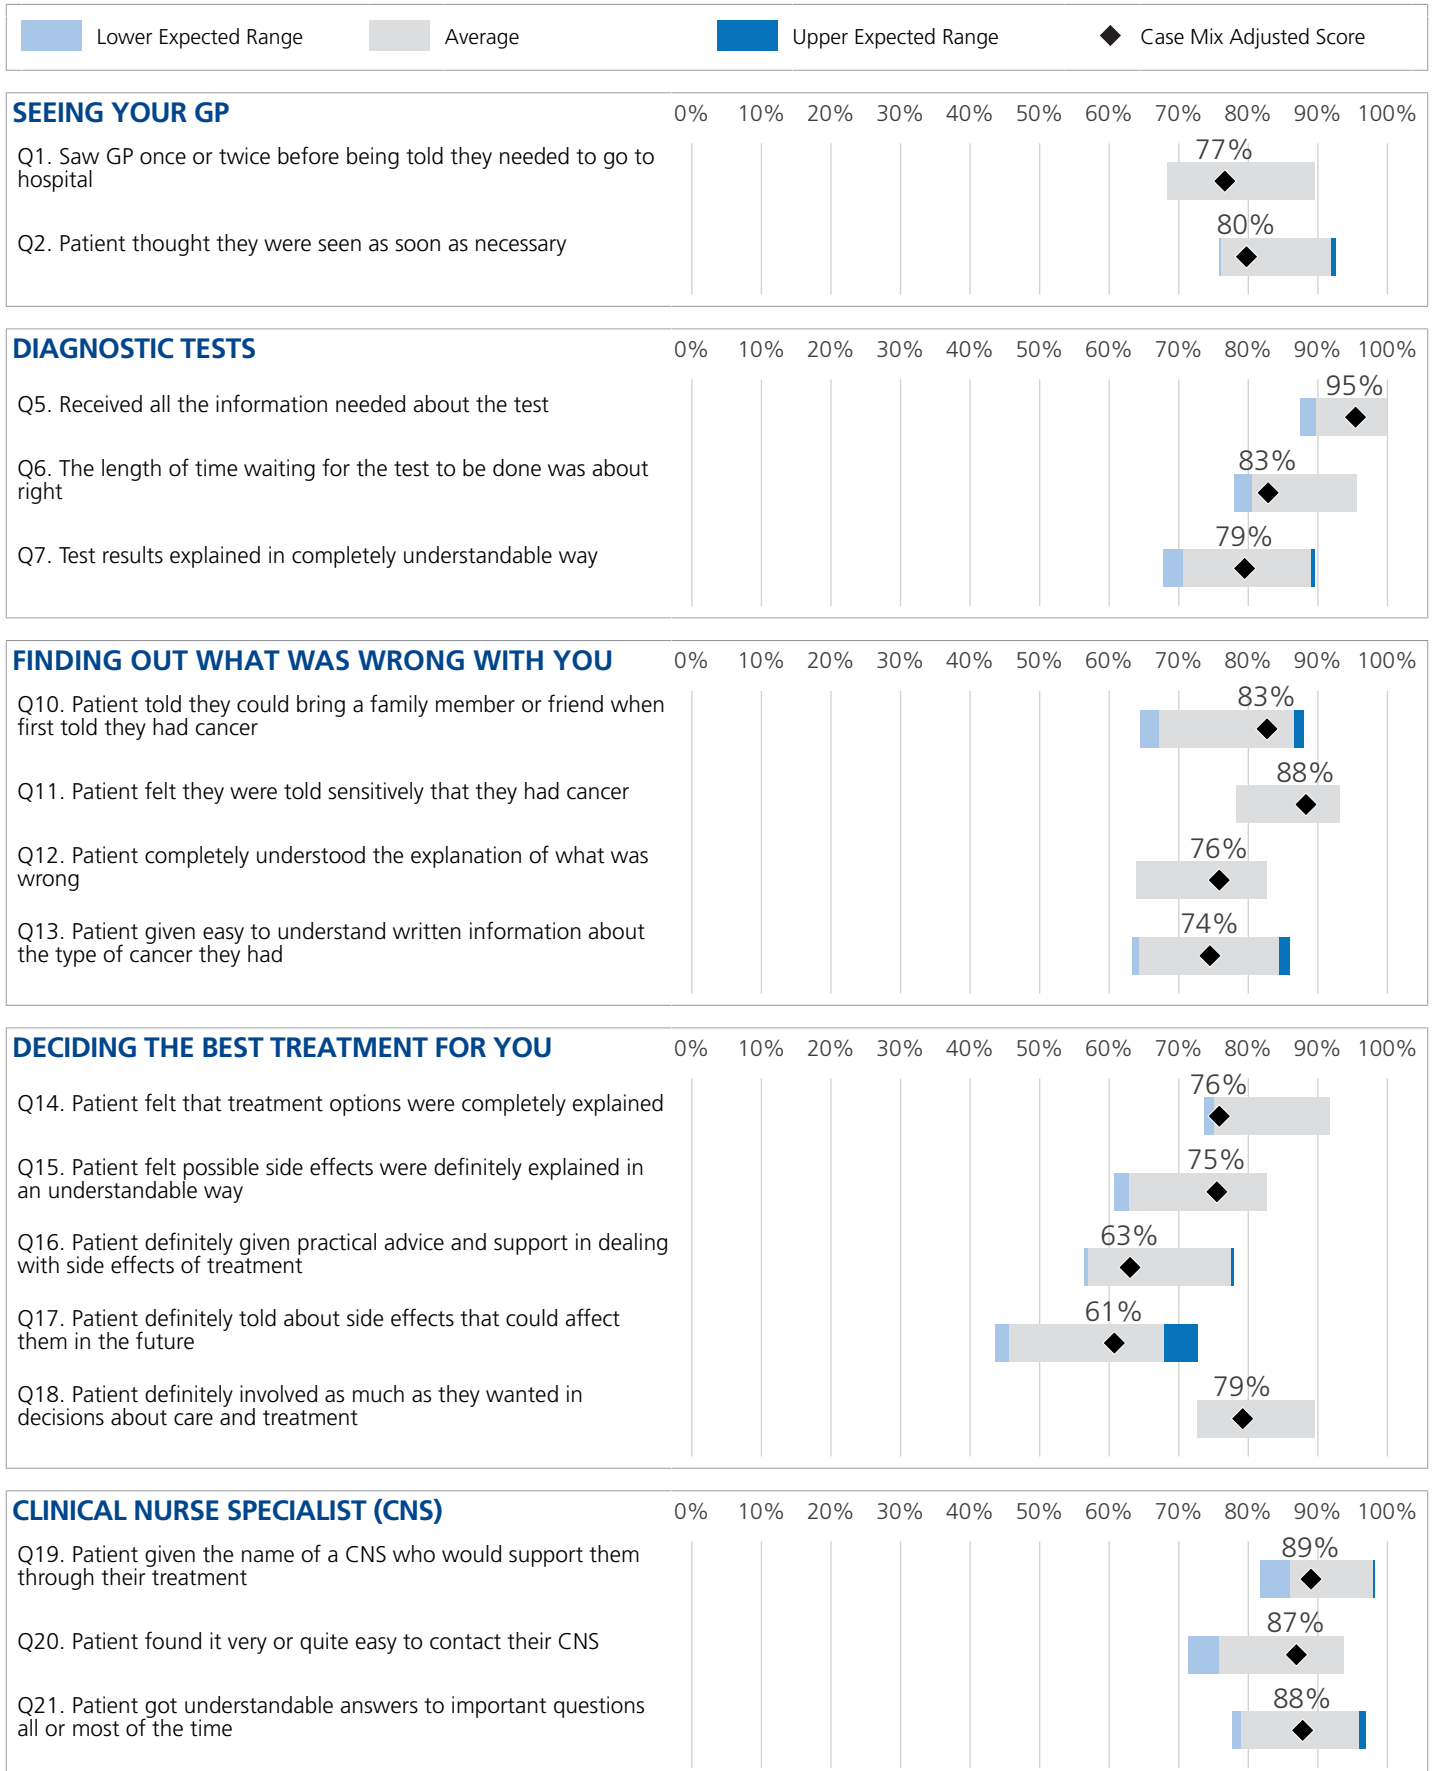 Lower Expected Range Average Upper Expected Range Case Mix Adjusted Score
SEEING YOUR GP 0% 10% 20% 30% 40% 50% 60% 70% 80% 90% 100%
Q1. Saw GP once or twice before being told they needed to go to
hospital
77%
Q2. Patient thought they were seen as soon as necessary
80%
DIAGNOSTIC TESTS 0% 10% 20% 30% 40% 50% 60% 70% 80% 90% 100%
Q5. Received all the information needed about the test
95%
Q6. The length of time waiting for the test to be done was about
right
83%
Q7. Test results explained in completely understandable way
79%
FINDING OUT WHAT WAS WRONG WITH YOU 0% 10% 20% 30% 40% 50% 60% 70% 80% 90% 100%
Q10. Patient told they could bring a family member or friend when
first told they had cancer
83%
Q11. Patient felt they were told sensitively that they had cancer
88%
Q12. Patient completely understood the explanation of what was
wrong
76%
Q13. Patient given easy to understand written information about
the type of cancer they had
74%
DECIDING THE BEST TREATMENT FOR YOU 0% 10% 20% 30% 40% 50% 60% 70% 80% 90% 100%
Q14. Patient felt that treatment options were completely explained
76%
Q15. Patient felt possible side effects were definitely explained in
an understandable way
75%
Q16. Patient definitely given practical advice and support in dealing
with side effects of treatment
63%
Q17. Patient definitely told about side effects that could affect
them in the future
61%
Q18. Patient definitely involved as much as they wanted in
decisions about care and treatment
79%
CLINICAL NURSE SPECIALIST (CNS) 0% 10% 20% 30% 40% 50% 60% 70% 80% 90% 100%
Q19. Patient given the name of a CNS who would support them
through their treatment
89%
Q20. Patient found it very or quite easy to contact their CNS
87%
Q21. Patient got understandable answers to important questions
all or most of the time
88%